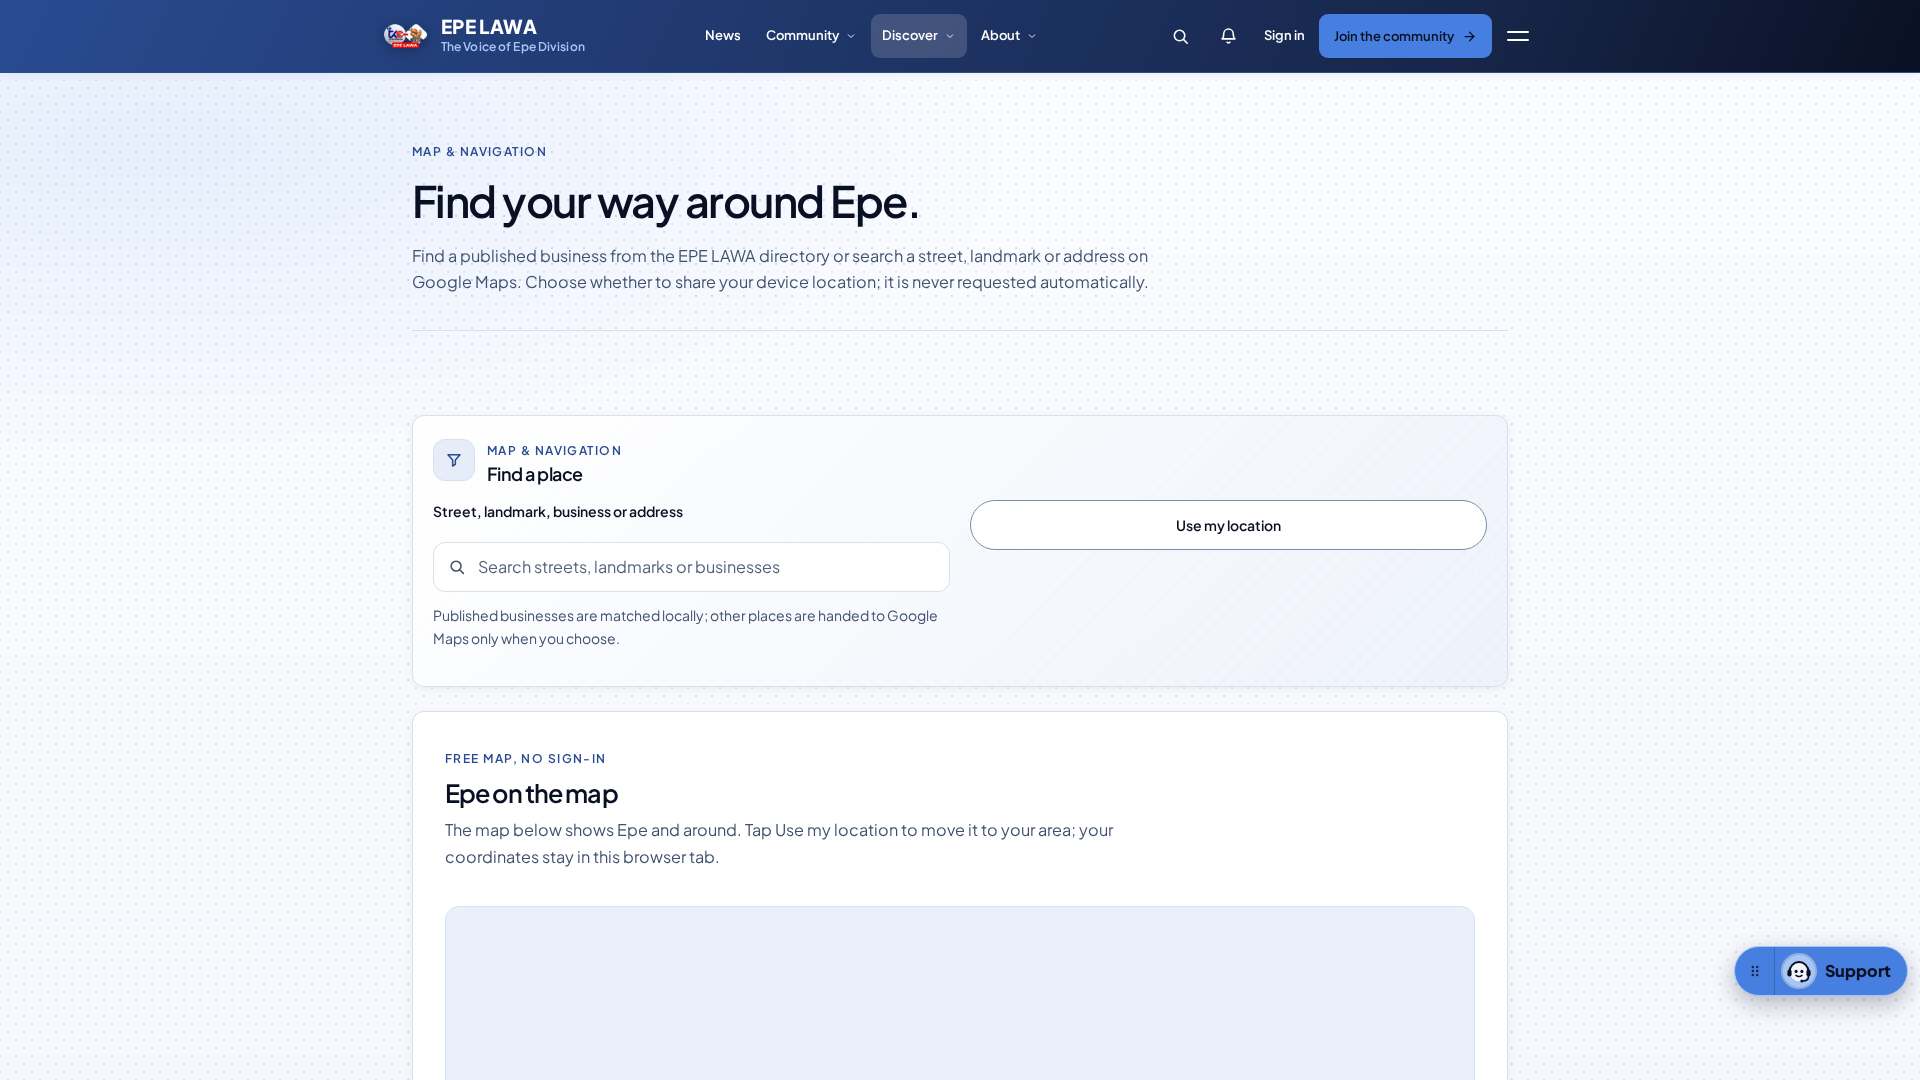 EPE LAWA
The Voice of Epe Division
News
Community
Discover
About
Sign in
Join the community
MAP & NAVIGATION
Find your way around Epe.
Find a published business from the EPE LAWA directory or search a street, landmark or address on
Google Maps. Choose whether to share your device location; it is never requested automatically.
MAP & NAVIGATION
Find a place
Street, landmark, business or address
Use my location
Search streets, landmarks or businesses
Published businesses are matched locally; other places are handed to Google
Maps only when you choose.
FREE MAP, NO SIGN-IN
Epe on the map
The map below shows Epe and around. Tap Use my location to move it to your area; your
coordinates stay in this browser tab.
Support